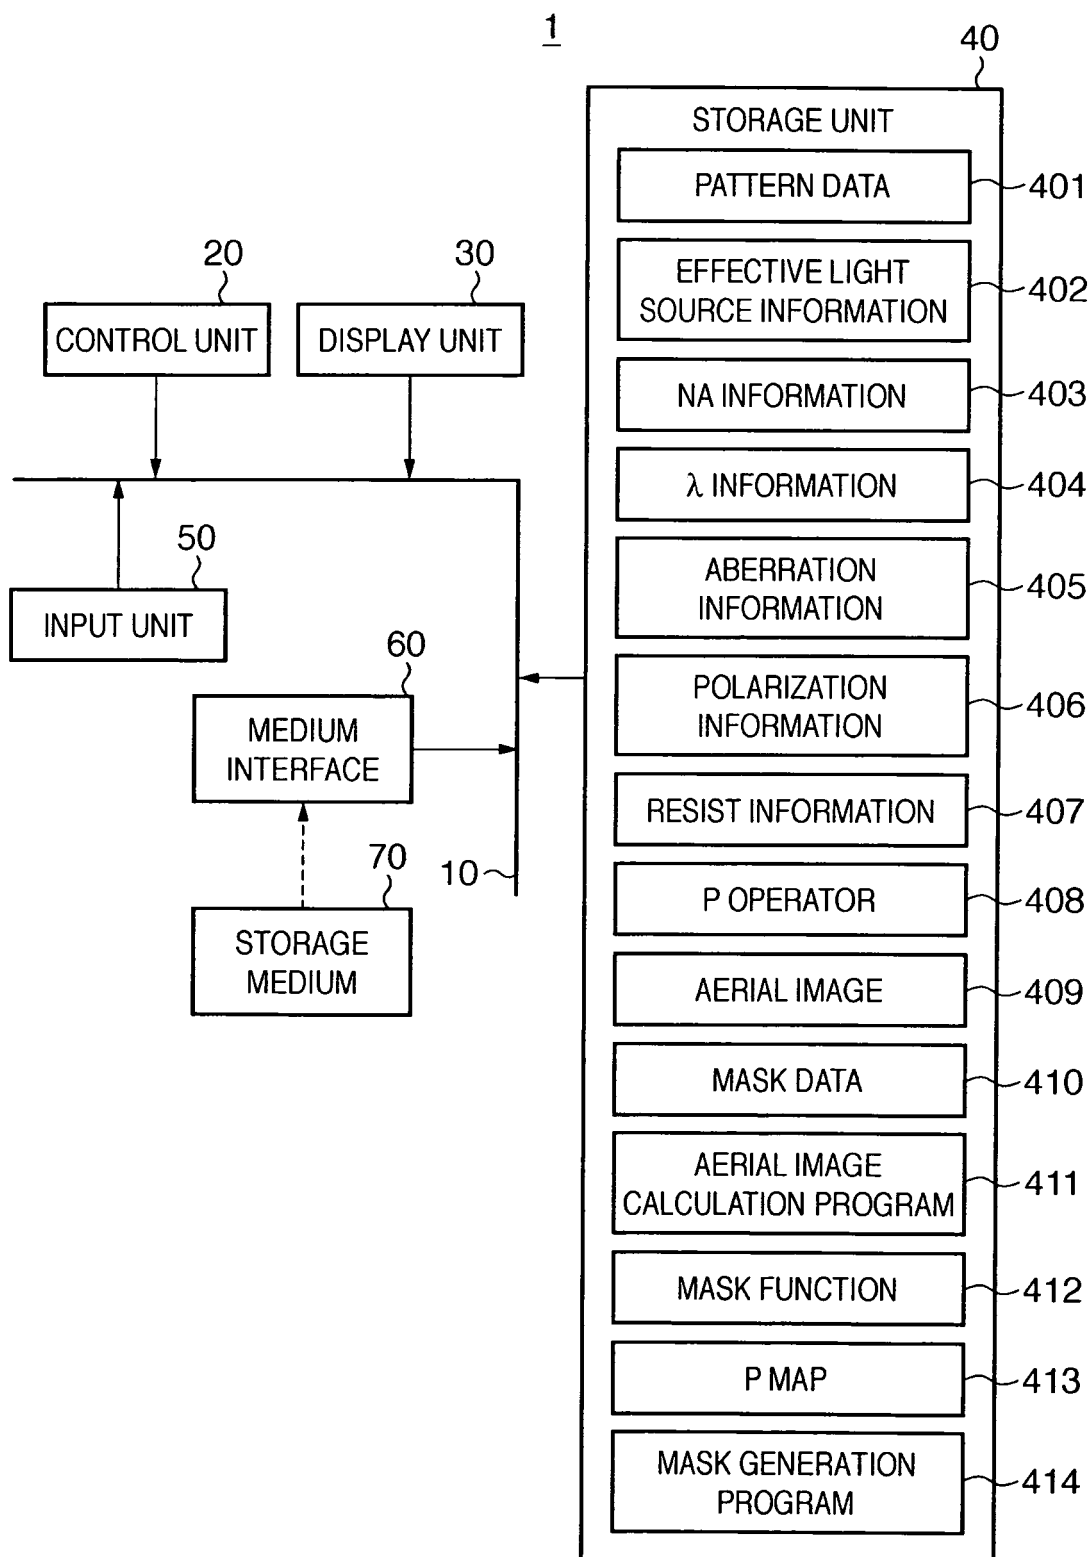 1
40
STORAGE UNIT
PATTERN DATA
401
EFFECTIVE LIGHT
SOURCE INFORMATION
402
NA INFORMATION
403
λ INFORMATION
404
ABERRATION
INFORMATION
405
POLARIZATION
INFORMATION
406
RESIST INFORMATION
407
P OPERATOR
408
AERIAL IMAGE
409
MASK DATA
410
AERIAL IMAGE
CALCULATION PROGRAM
411
MASK FUNCTION
412
P MAP
413
MASK GENERATION
PROGRAM
414
20
CONTROL UNIT
30
DISPLAY UNIT
50
INPUT UNIT
60
MEDIUM
INTERFACE
10
70
STORAGE
MEDIUM